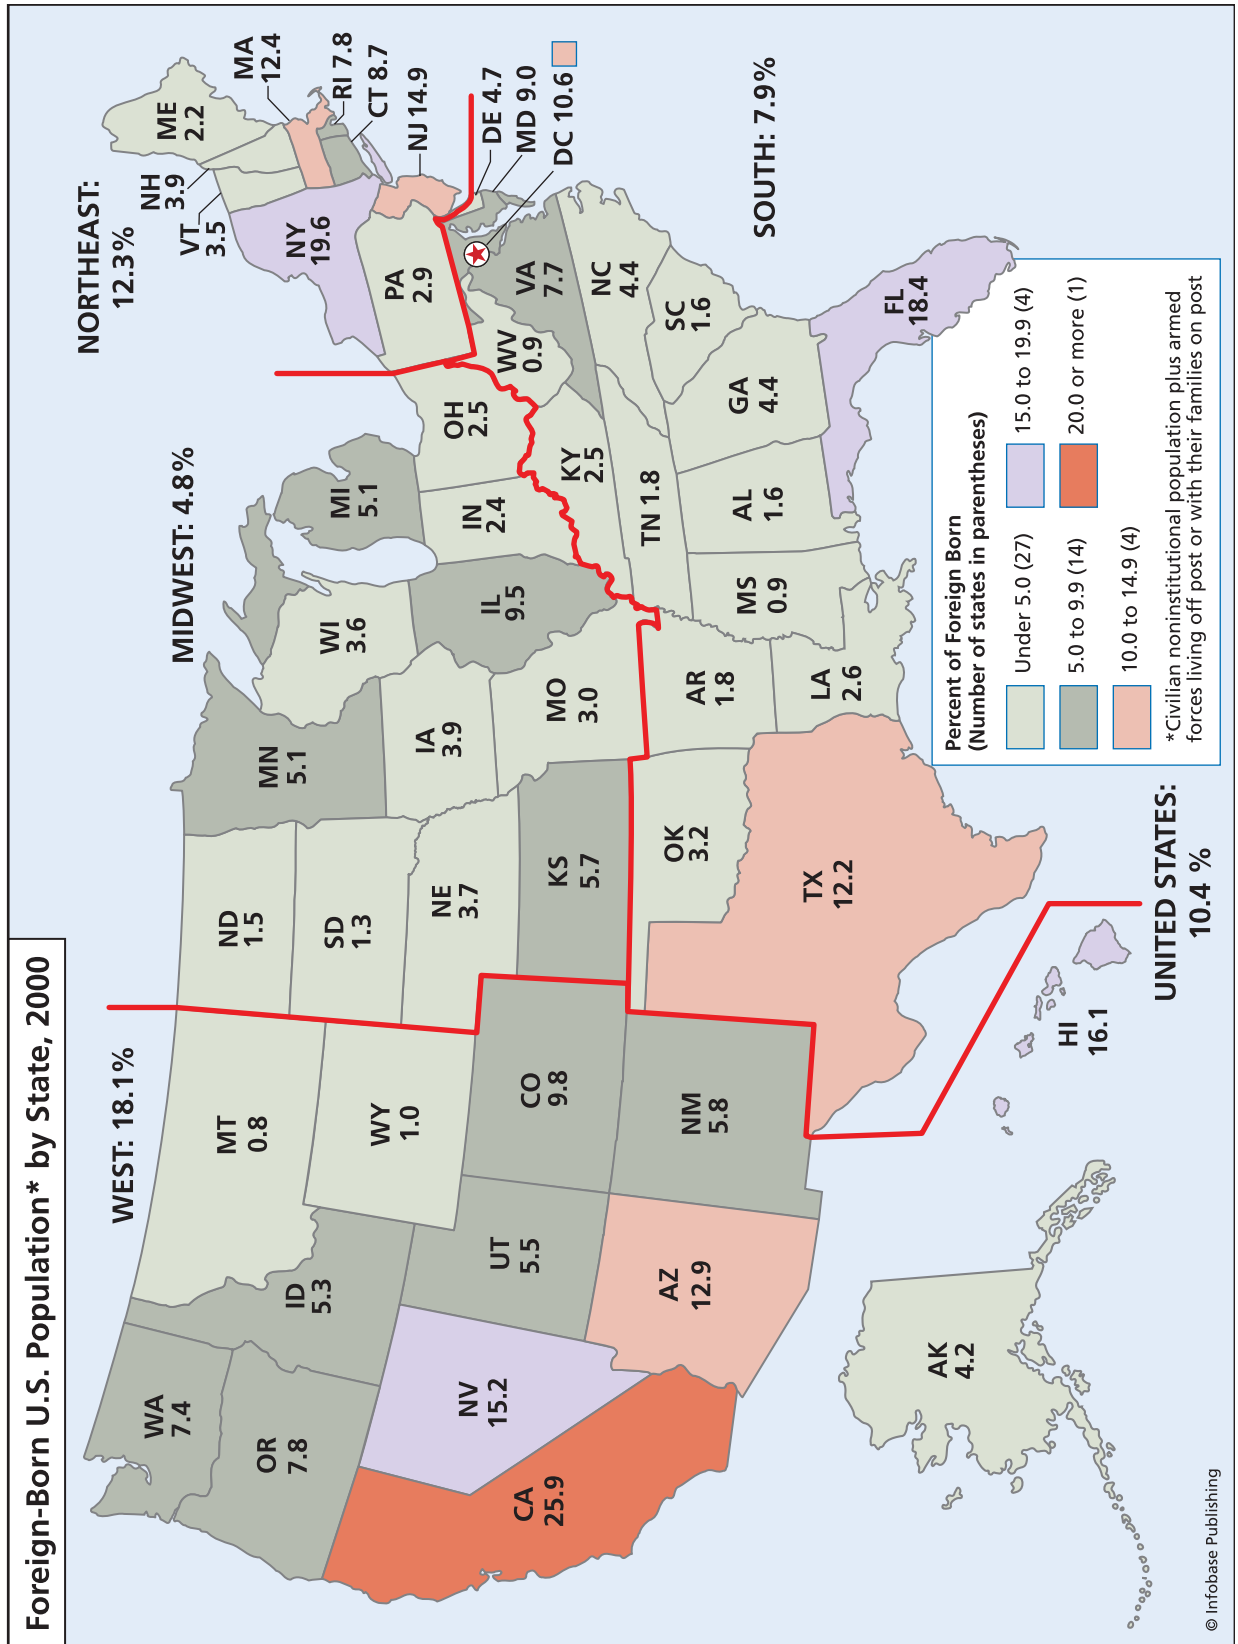 Foreign-Born U.S. Population* by State, 2000
WEST: 18.1%
MIDWEST: 4.8%
NORTHEAST:
12.3%
SOUTH: 7.9%
UNITED STATES:
10.4 %
WA
7.4
OR
7.8
CA
25.9
NV
15.2
ID
5.3
MT
0.8
WY
1.0
UT
5.5
AZ
12.9
CO
9.8
NM
5.8
AK
4.2
HI
16.1
ND
1.5
SD
1.3
NE
3.7
KS
5.7
MN
5.1
IA
3.9
MO
3.0
WI
3.6
IL
9.5
MI
5.1
IN
2.4
OH
2.5
OK
3.2
TX
12.2
AR
1.8
LA
2.6
MS
0.9
AL
1.6
TN 1.8
KY
2.5
GA
4.4
FL
18.4
SC
1.6
NC
4.4
VA
7.7
WV
0.9
PA
2.9
NY
19.6
VT
3.5
NH
3.9
ME
2.2
MA
12.4
RI 7.8
CT 8.7
NJ 14.9
DE 4.7
MD 9.0
DC 10.6
Percent of Foreign Born
(Number of states in parentheses)
Under 5.0 (27)
5.0 to 9.9 (14)
10.0 to 14.9 (4)
15.0 to 19.9 (4)
20.0 or more (1)
*Civilian noninstitutional population plus armed
forces living off post or with their families on post
© Infobase Publishing